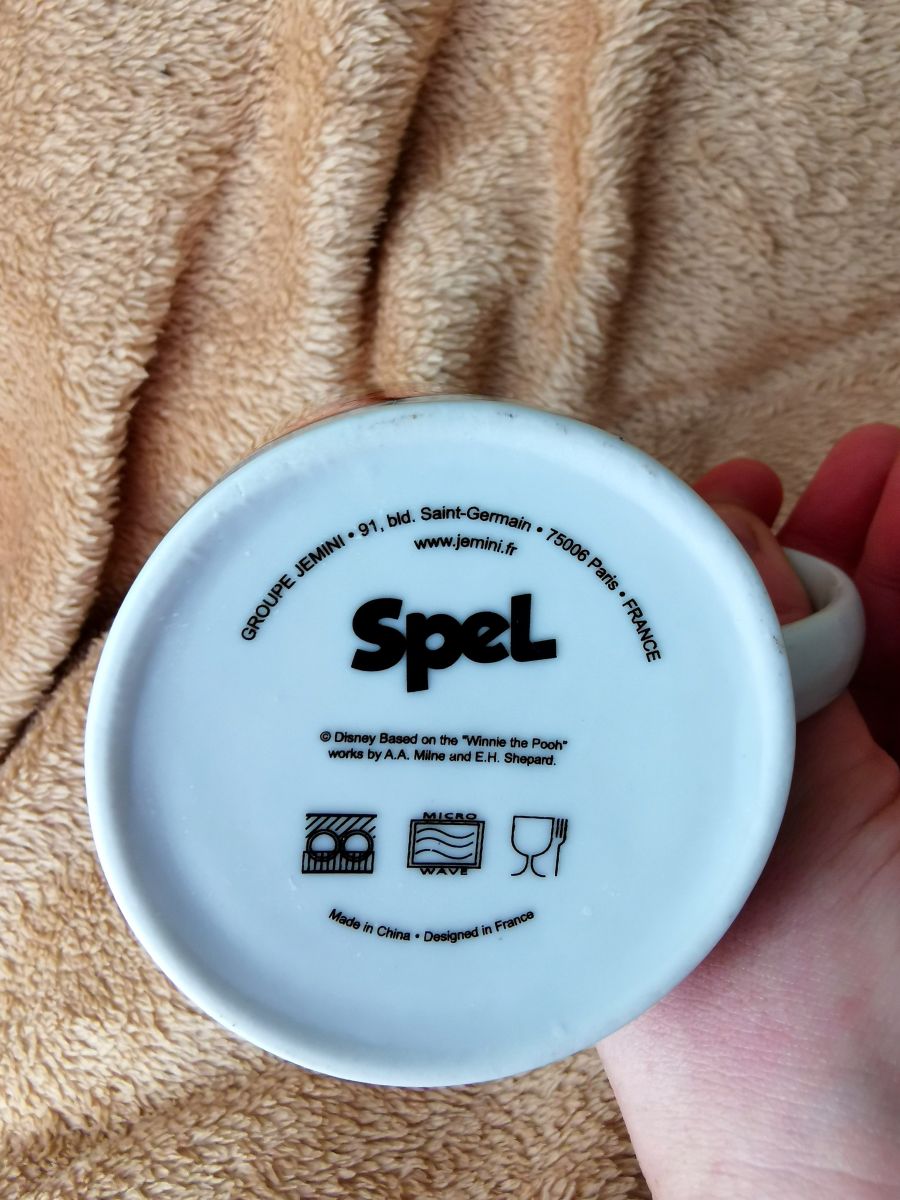 GROUPE JEMINI • 91, bld. Saint-Germain • 75006 Paris • FRANCE
www.jemini.fr
Spel
© Disney Based on the "Winnie the Pooh"
works by A.A. Milne and E.H. Shepard.
MICRO
WAVE
Made in China • Designed in France